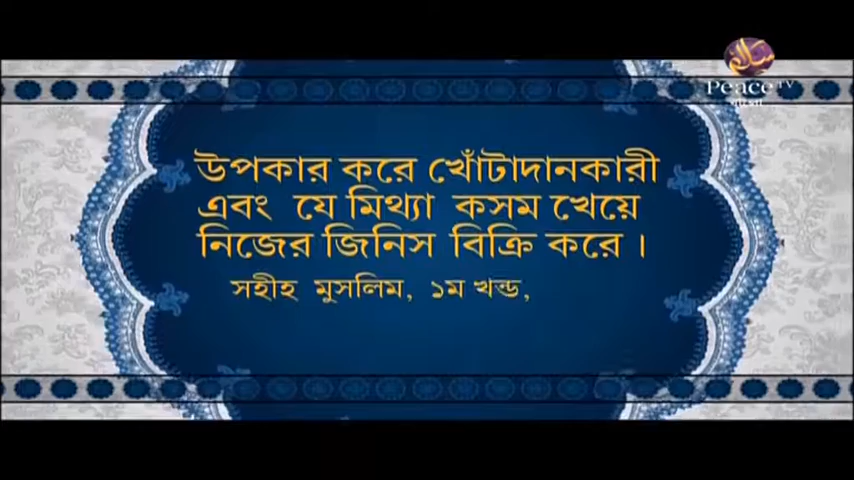 Peace TV
বাংলা
উপকার করে খোঁটাদানকারী
এবং যে মিথ্যা কসম খেয়ে
নিজের জিনিস বিক্রি করে ।
সহীহ মুসলিম, ১ম খন্ড,